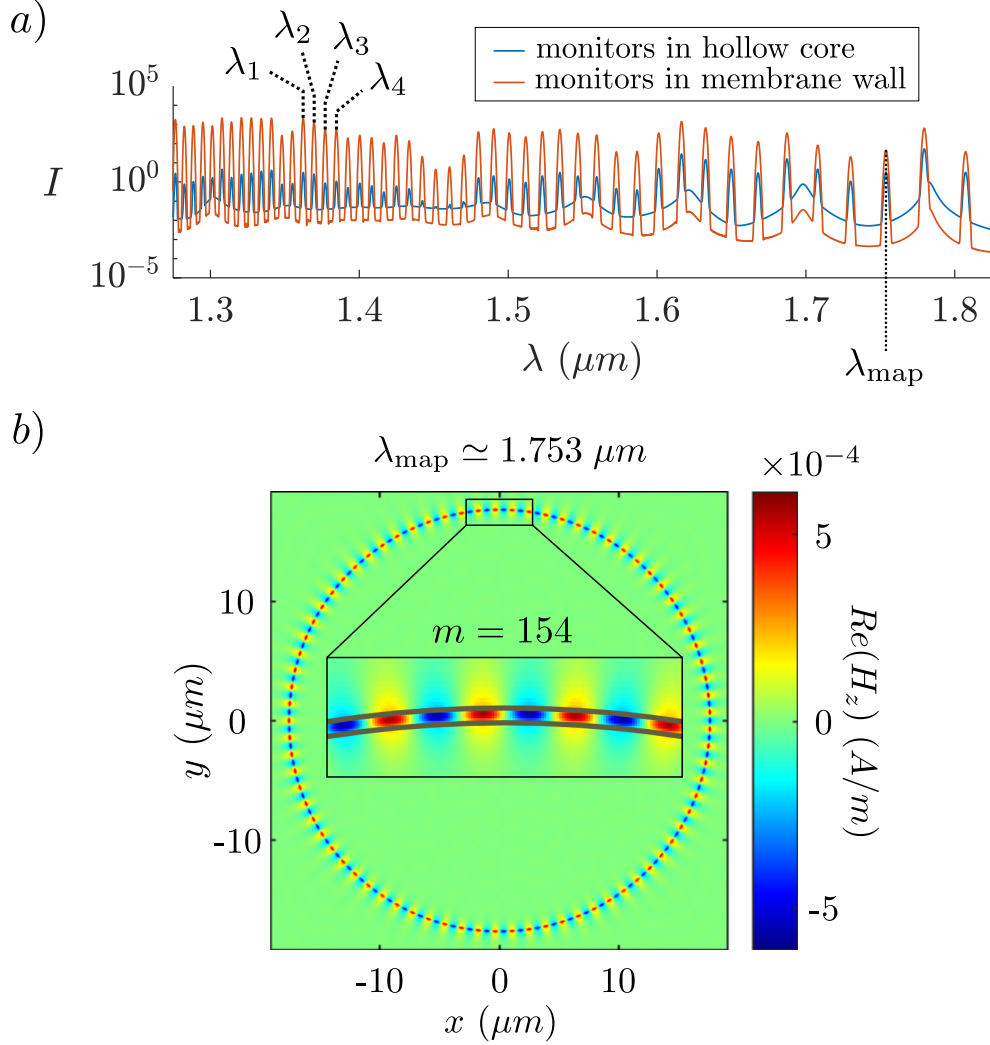 a)
λ1 λ2 λ3 λ4
monitors in hollow core
monitors in membrane wall
I
10^5
10^0
10^-5
1.3 1.4 1.5 1.6 1.7 1.8
λ (μm)
λmap
b)
λmap ≃ 1.753 μm
×10^-4
m = 154
y (μm)
10
0
-10
-10 0 10
x (μm)
5
0
-5
Re(Hz) (A/m)